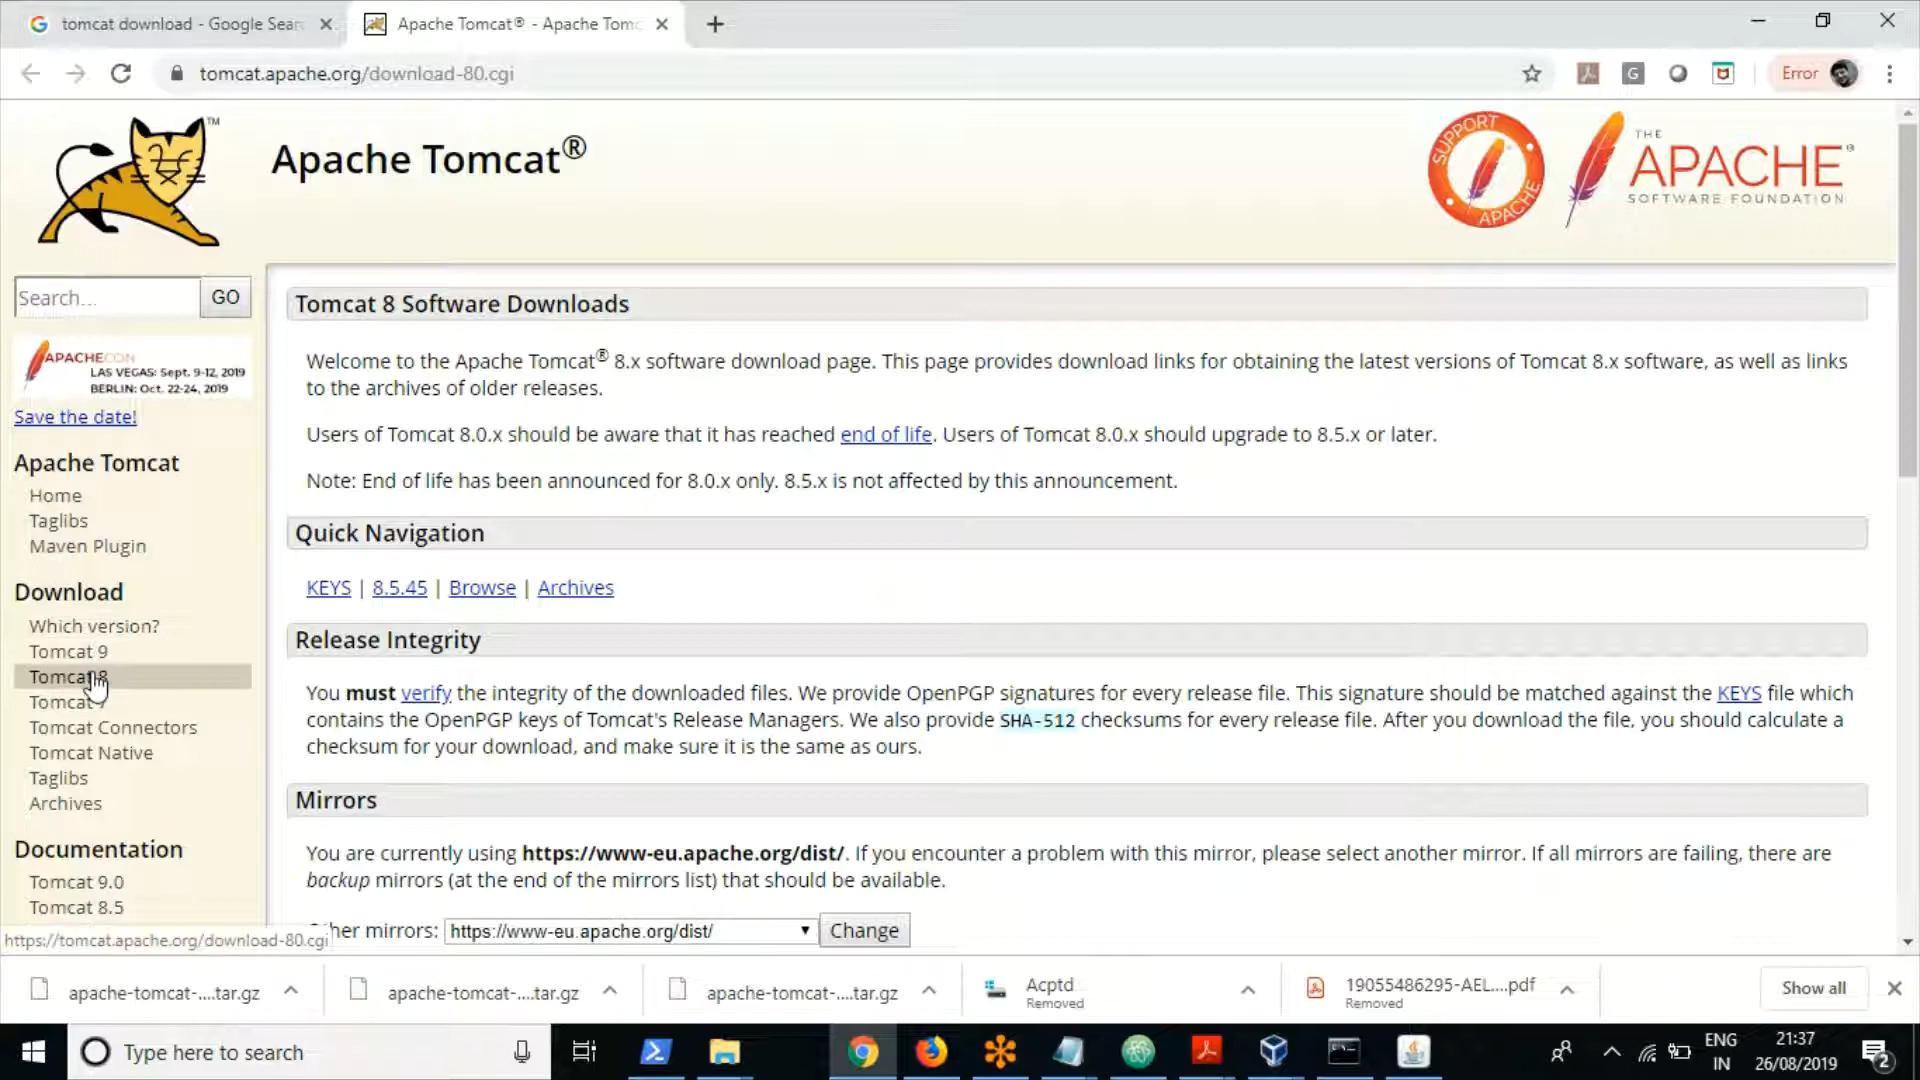 tomcat download - Google Sear
Apache Tomcat® - Apache Tomc
tomcat.apache.org/download-80.cgi
Error
TM
Apache Tomcat®
SUPPORT APACHE
THE
APACHE®
SOFTWARE FOUNDATION
Search...
GO
APACHECON
LAS VEGAS: Sept. 9-12, 2019
BERLIN: Oct. 22-24, 2019
Save the date!
Apache Tomcat
Home
Taglibs
Maven Plugin
Download
Which version?
Tomcat 9
Tomcat 8
Tomcat 7
Tomcat Connectors
Tomcat Native
Taglibs
Archives
Documentation
Tomcat 9.0
Tomcat 8.5
https://tomcat.apache.org/download-80.cgi
Tomcat 8 Software Downloads
Welcome to the Apache Tomcat® 8.x software download page. This page provides download links for obtaining the latest versions of Tomcat 8.x software, as well as links
to the archives of older releases.
Users of Tomcat 8.0.x should be aware that it has reached end of life. Users of Tomcat 8.0.x should upgrade to 8.5.x or later.
Note: End of life has been announced for 8.0.x only. 8.5.x is not affected by this announcement.
Quick Navigation
KEYS | 8.5.45 | Browse | Archives
Release Integrity
You must verify the integrity of the downloaded files. We provide OpenPGP signatures for every release file. This signature should be matched against the KEYS file which
contains the OpenPGP keys of Tomcat's Release Managers. We also provide SHA-512 checksums for every release file. After you download the file, you should calculate a
checksum for your download, and make sure it is the same as ours.
Mirrors
You are currently using https://www-eu.apache.org/dist/. If you encounter a problem with this mirror, please select another mirror. If all mirrors are failing, there are
backup mirrors (at the end of the mirrors list) that should be available.
her mirrors: https://www-eu.apache.org/dist/ Change
apache-tomcat-....tar.gz
apache-tomcat-....tar.gz
apache-tomcat-....tar.gz
Acptd
Removed
19055486295-AEL....pdf
Removed
Show all
Type here to search
ENG
IN
21:37
26/08/2019
2